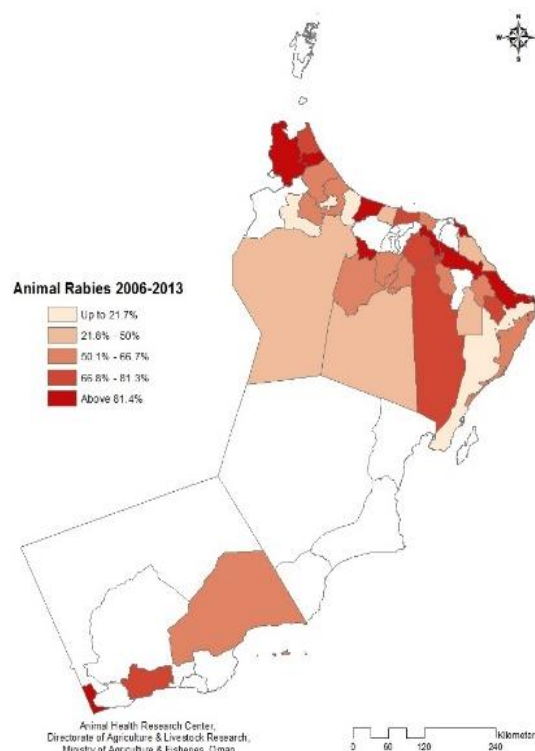 N
W E
S
Animal Rabies 2006-2013
Up to 21.7%
21.8% - 50%
50.1% - 66.7%
66.8% - 81.3%
Above 81.4%
Animal Health Research Center,
Directorate of Agriculture & Livestock Research,
Ministry of Agriculture & Fisheries, Oman
Kilometer
0 60 120 240